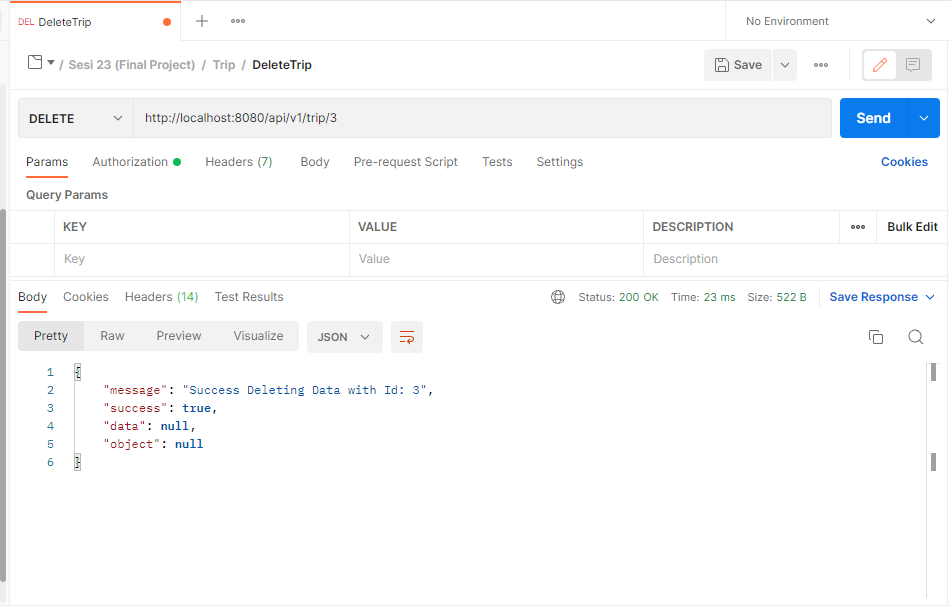 DEL DeleteTrip
No Environment
/ Sesi 23 (Final Project) / Trip / DeleteTrip
Save
DELETE
http://localhost:8080/api/v1/trip/3
Send
Params Authorization Headers (7) Body Pre-request Script Tests Settings Cookies
Query Params
KEY VALUE DESCRIPTION Bulk Edit
Key Value Description
Body Cookies Headers (14) Test Results Status: 200 OK Time: 23 ms Size: 522 B Save Response
Pretty Raw Preview Visualize JSON
1 {
2 "message": "Success Deleting Data with Id: 3",
3 "success": true,
4 "data": null,
5 "object": null
6 }